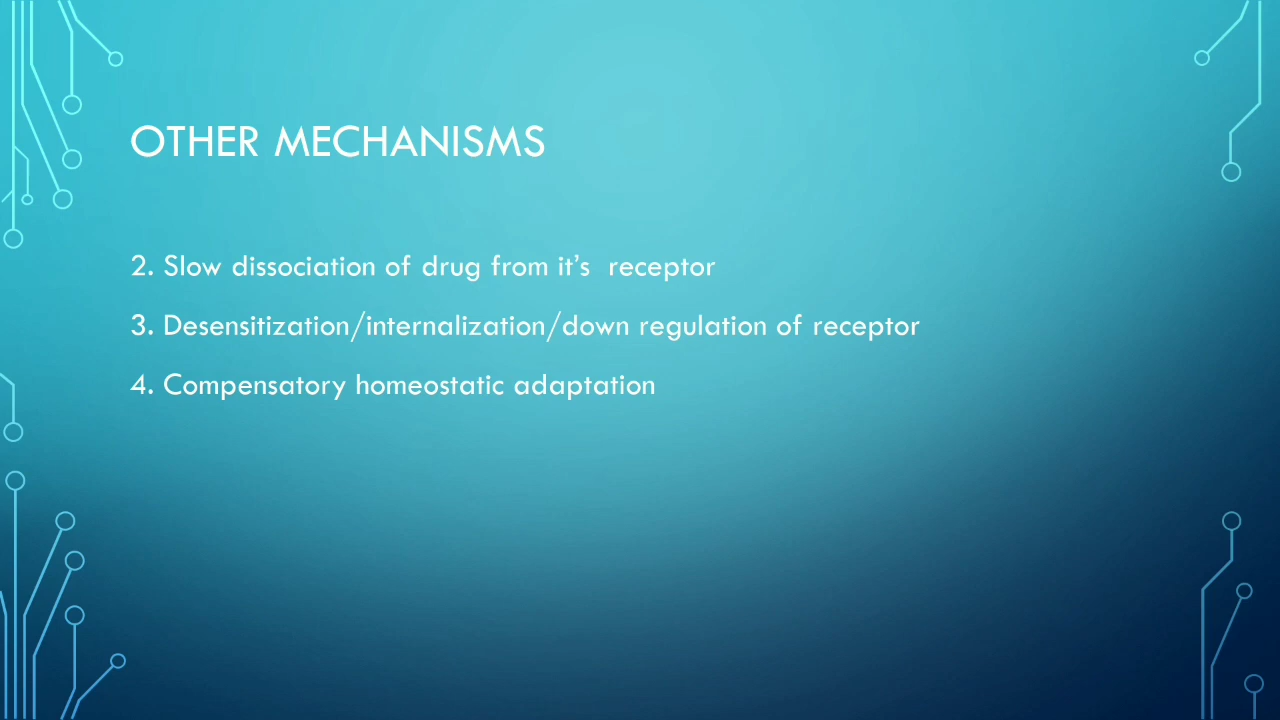 OTHER MECHANISMS
2. Slow dissociation of drug from it’s  receptor
3. Desensitization/internalization/down regulation of receptor
4. Compensatory homeostatic adaptation